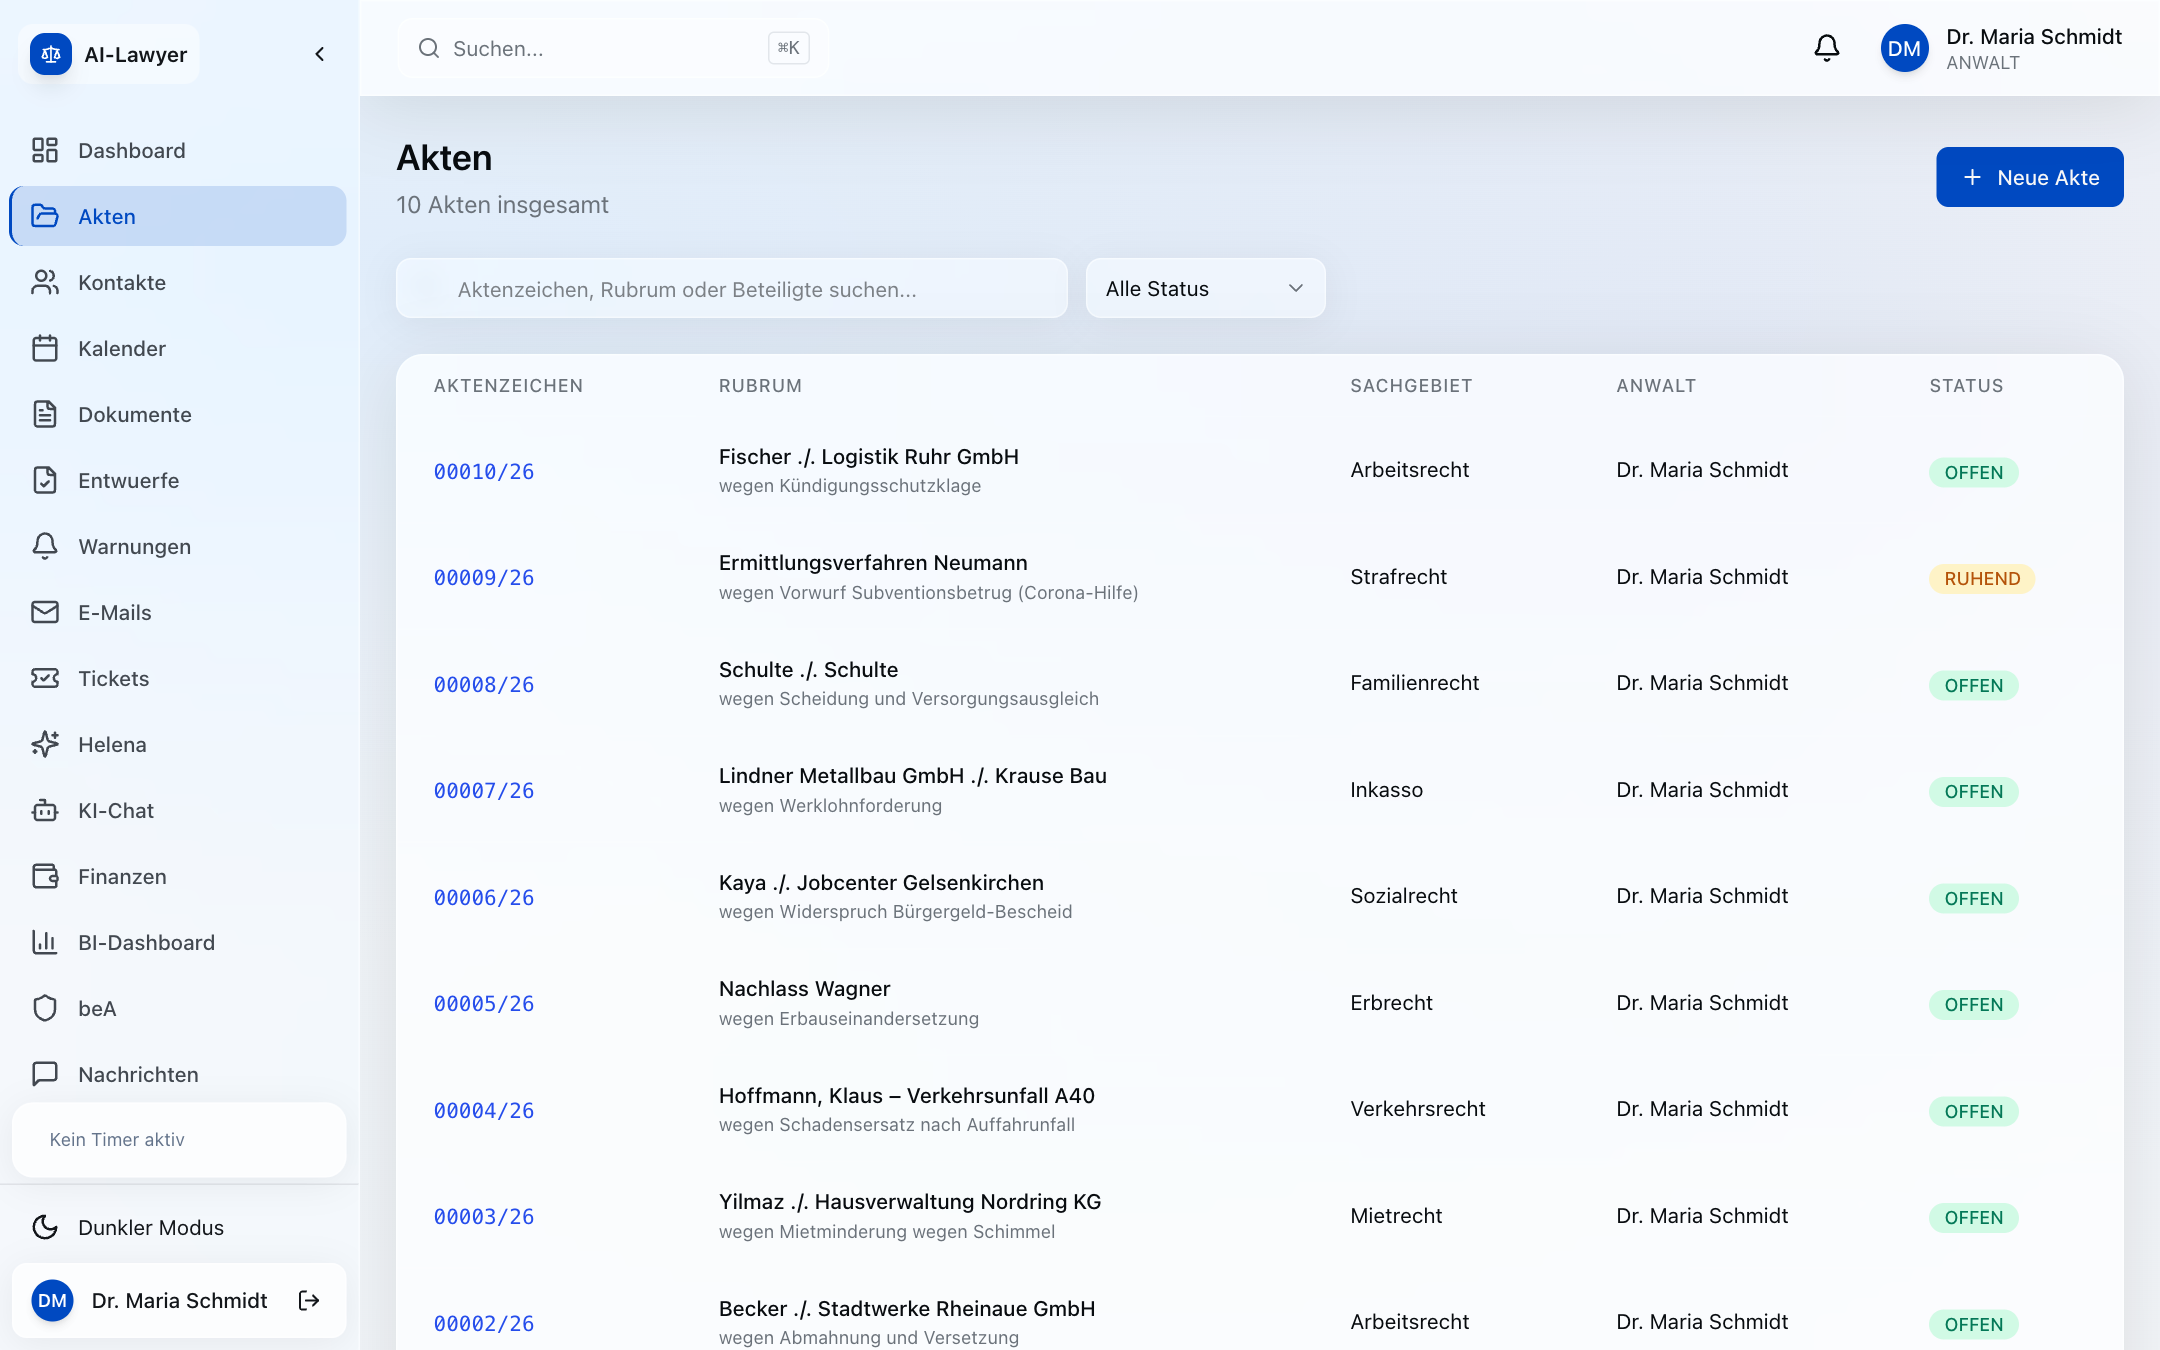 AI-Lawyer
Dashboard
Akten
Kontakte
Kalender
Dokumente
Entwuerfe
Warnungen
E-Mails
Tickets
Helena
KI-Chat
Finanzen
BI-Dashboard
beA
Nachrichten
Kein Timer aktiv
Dunkler Modus
DM Dr. Maria Schmidt
Suchen... ⌘K
DM Dr. Maria Schmidt
ANWALT
Akten
10 Akten insgesamt
+ Neue Akte
Aktenzeichen, Rubrum oder Beteiligte suchen...
Alle Status
AKTENZEICHEN RUBRUM SACHGEBIET ANWALT STATUS
00010/26 Fischer ./. Logistik Ruhr GmbH Arbeitsrecht Dr. Maria Schmidt OFFEN
wegen Kündigungsschutzklage
00009/26 Ermittlungsverfahren Neumann Strafrecht Dr. Maria Schmidt RUHEND
wegen Vorwurf Subventionsbetrug (Corona-Hilfe)
00008/26 Schulte ./. Schulte Familienrecht Dr. Maria Schmidt OFFEN
wegen Scheidung und Versorgungsausgleich
00007/26 Lindner Metallbau GmbH ./. Krause Bau Inkasso Dr. Maria Schmidt OFFEN
wegen Werklohnforderung
00006/26 Kaya ./. Jobcenter Gelsenkirchen Sozialrecht Dr. Maria Schmidt OFFEN
wegen Widerspruch Bürgergeld-Bescheid
00005/26 Nachlass Wagner Erbrecht Dr. Maria Schmidt OFFEN
wegen Erbauseinandersetzung
00004/26 Hoffmann, Klaus – Verkehrsunfall A40 Verkehrsrecht Dr. Maria Schmidt OFFEN
wegen Schadensersatz nach Auffahrunfall
00003/26 Yilmaz ./. Hausverwaltung Nordring KG Mietrecht Dr. Maria Schmidt OFFEN
wegen Mietminderung wegen Schimmel
00002/26 Becker ./. Stadtwerke Rheinaue GmbH Arbeitsrecht Dr. Maria Schmidt OFFEN
wegen Abmahnung und Versetzung